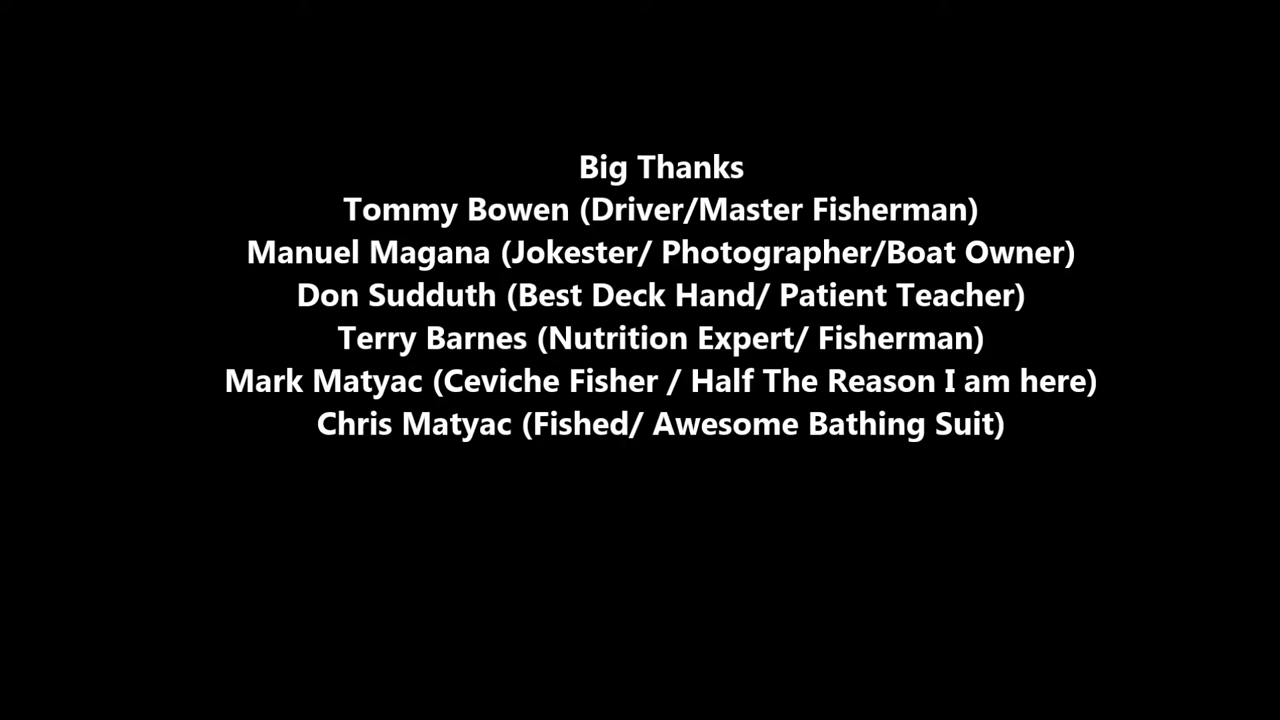 Big Thanks
Tommy Bowen (Driver/Master Fisherman)
Manuel Magana (Jokester/ Photographer/Boat Owner)
Don Sudduth (Best Deck Hand/ Patient Teacher)
Terry Barnes (Nutrition Expert/ Fisherman)
Mark Matyac (Ceviche Fisher / Half The Reason I am here)
Chris Matyac (Fished/ Awesome Bathing Suit)